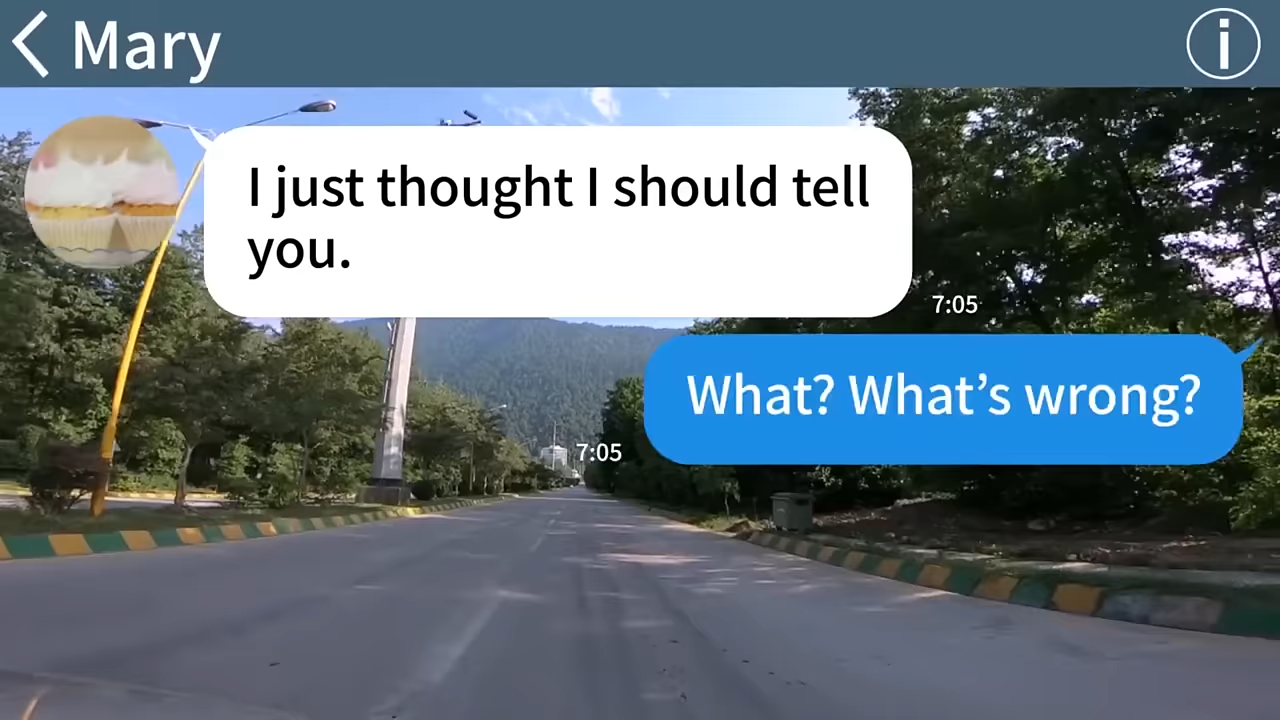 Mary
I just thought I should tell
you.
7:05
What? What’s wrong?
7:05